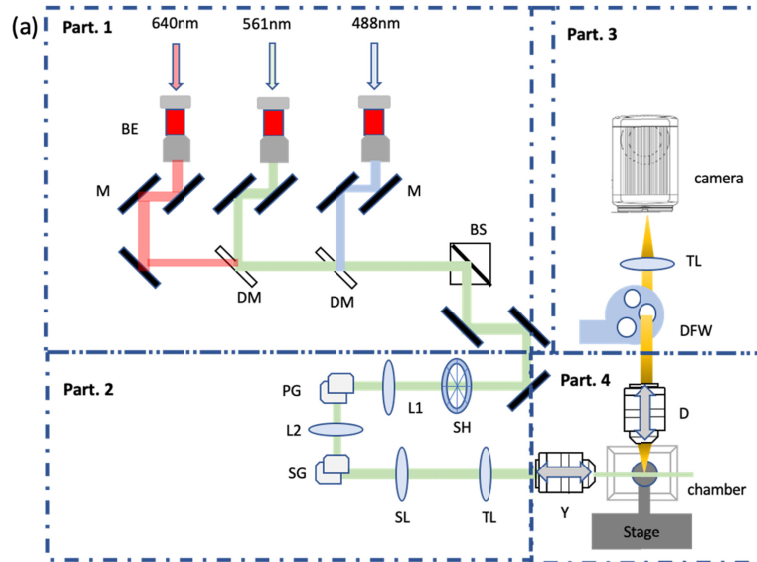 (a)
Part. 1
640nm
561nm
488nm
Part. 3
BE
M
M
camera
BS
TL
DM
DM
DFW
Part. 2
Part. 4
PG
L1
SH
D
L2
SG
chamber
SL
TL
Y
Stage